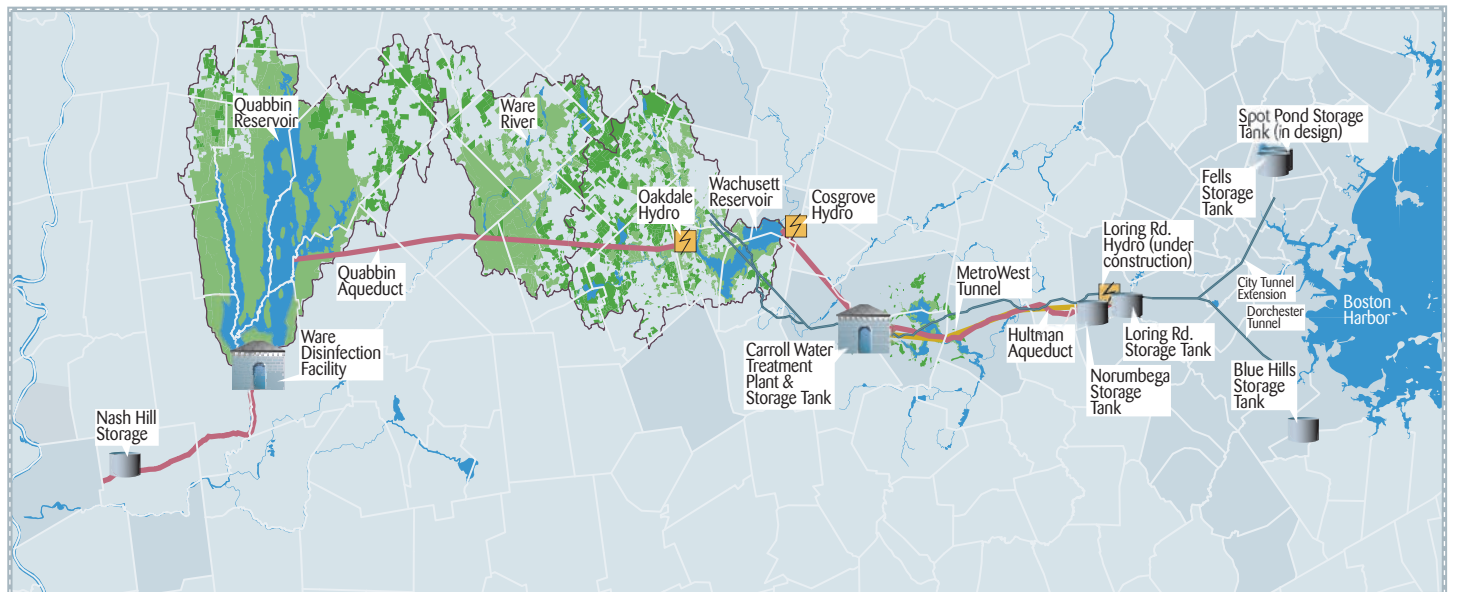 Quabbin
Reservoir
Ware
River
Spot Pond Storage
Tank (in design)
Fells
Storage
Tank
Oakdale
Hydro
Wachusett
Reservoir
Cosgrove
Hydro
Loring Rd.
Hydro (under
construction)
Quabbin
Aqueduct
MetroWest
Tunnel
City Tunnel
Extension
Dorchester
Tunnel
Boston
Harbor
Ware
Disinfection
Facility
Carroll Water
Treatment
Plant &
Storage Tank
Hultman
Aqueduct
Loring Rd.
Storage Tank
Norumbega
Storage
Tank
Blue Hills
Storage
Tank
Nash Hill
Storage